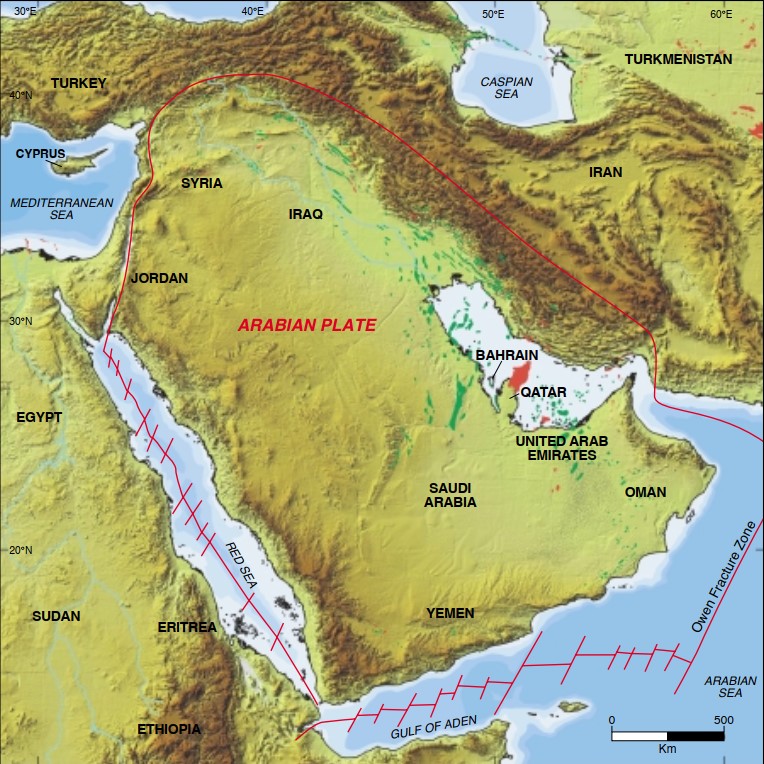 30°E
40°E
50°E
60°E
TURKMENISTAN
TURKEY
CASPIAN
SEA
40°N
CYPRUS
IRAN
SYRIA
MEDITERRANEAN
SEA
IRAQ
JORDAN
30°N
ARABIAN PLATE
BAHRAIN
QATAR
EGYPT
UNITED ARAB
EMIRATES
SAUDI
ARABIA
OMAN
20°N
RED SEA
Owen Fracture Zone
SUDAN
ERITREA
YEMEN
ARABIAN
SEA
ETHIOPIA
GULF OF ADEN
0
500
Km